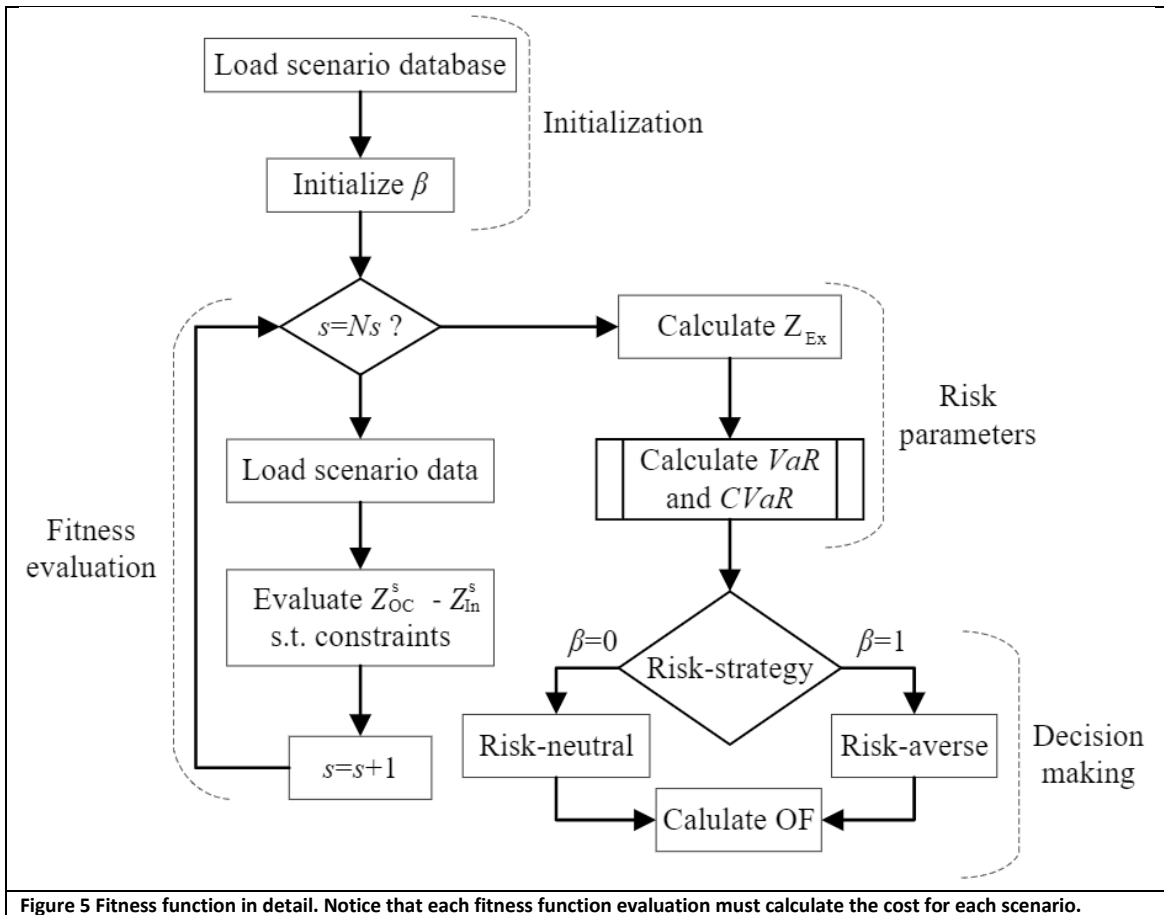 Load scenario database
Initialization
Initialize β
s=Ns ?
Calculate Z_Ex
Risk
parameters
Load scenario data
Calculate VaR
and CVaR
Fitness
evaluation
Evaluate Z^s_OC - Z^s_In
s.t. constraints
β=0
β=1
Risk-strategy
s=s+1
Risk-neutral
Risk-averse
Decision
making
Calulate OF
Figure 5 Fitness function in detail. Notice that each fitness function evaluation must calculate the cost for each scenario.